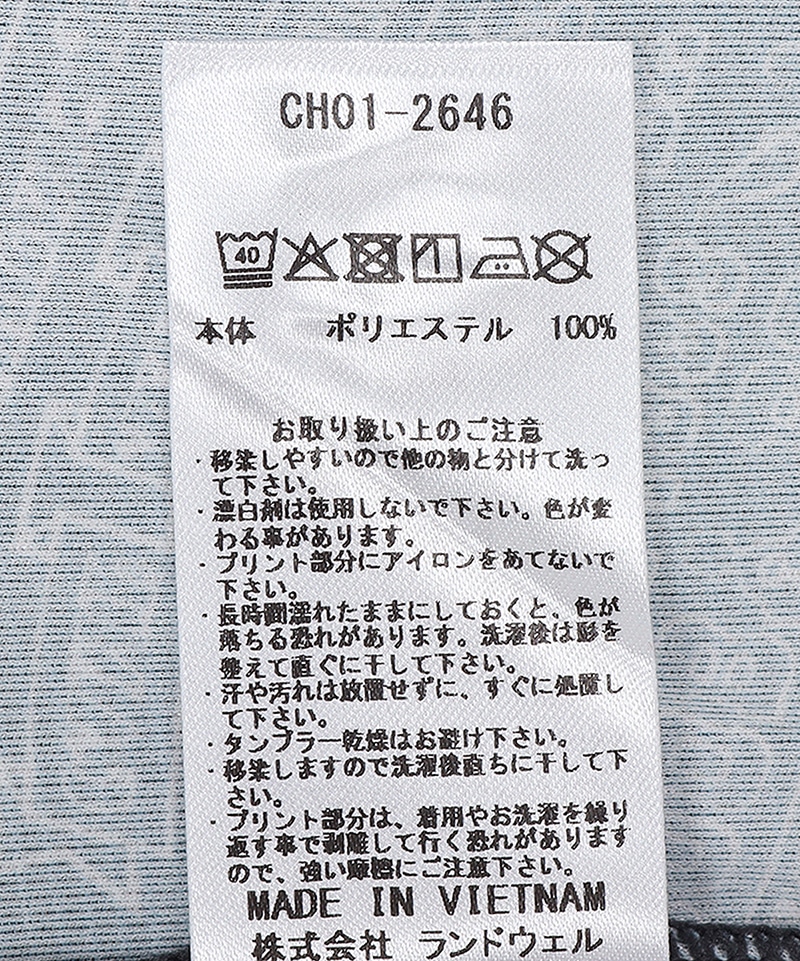 CH01-2646
40
本体 ポリエステル 100%
お取り扱い上のご注意
・移染しやすいので他の物と分けて洗っ
て下さい。
・漂白剤は使用しないで下さい。色が変
わる事があります。
・プリント部分にアイロンをあてないで
下さい。
・長時間濡れたままにしておくと、色が
落ちる恐れがあります。洗濯後は形を
整えて直ぐに干して下さい。
・汗や汚れは放置せずに、すぐに処置し
て下さい。
・タンブラー乾燥はお避け下さい。
・移染しますので洗濯後直ちに干して下
さい。
・プリント部分は、着用やお洗濯を繰り
返す事で剥離して行く恐れがあります
ので、強い摩擦にご注意下さい。
MADE IN VIETNAM
株式会社 ランドウェル